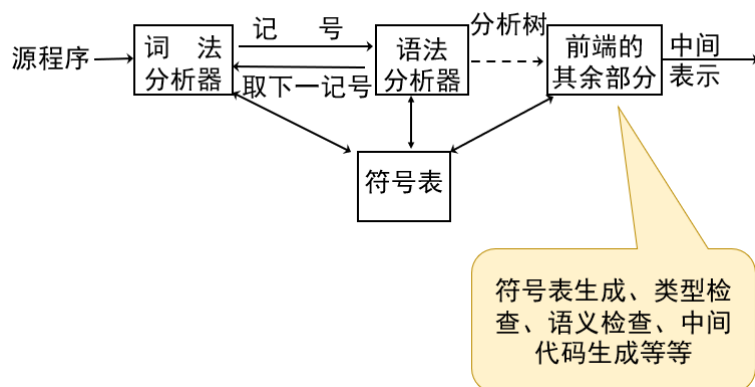 源程序
词 法
分析器
记 号
取下一记号
语法
分析器
分析树
前端的
其余部分
中间
表示
符号表
符号表生成、类型检
查、语义检查、中间
代码生成等等